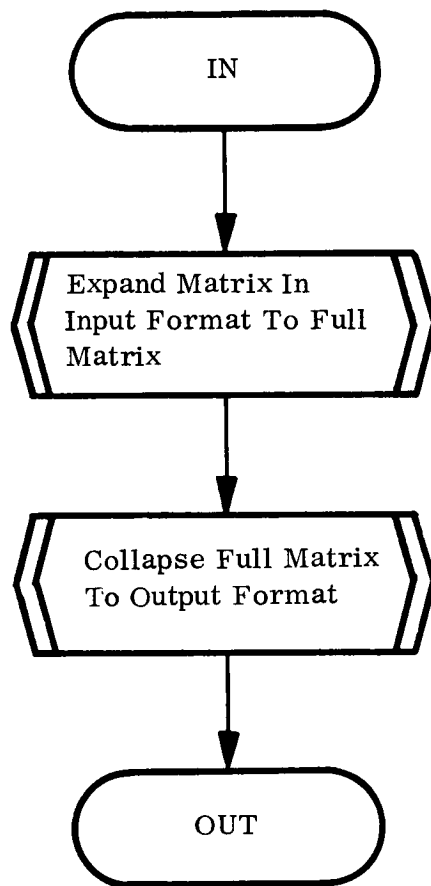 IN
Expand Matrix In
Input Format To Full
Matrix
Collapse Full Matrix
To Output Format
OUT